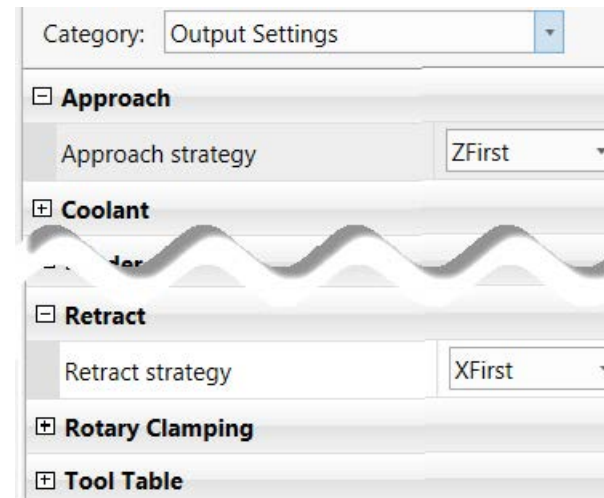 Category: Output Settings
Approach
Approach strategy ZFirst
Coolant
Retract
Retract strategy XFirst
Rotary Clamping
Tool Table